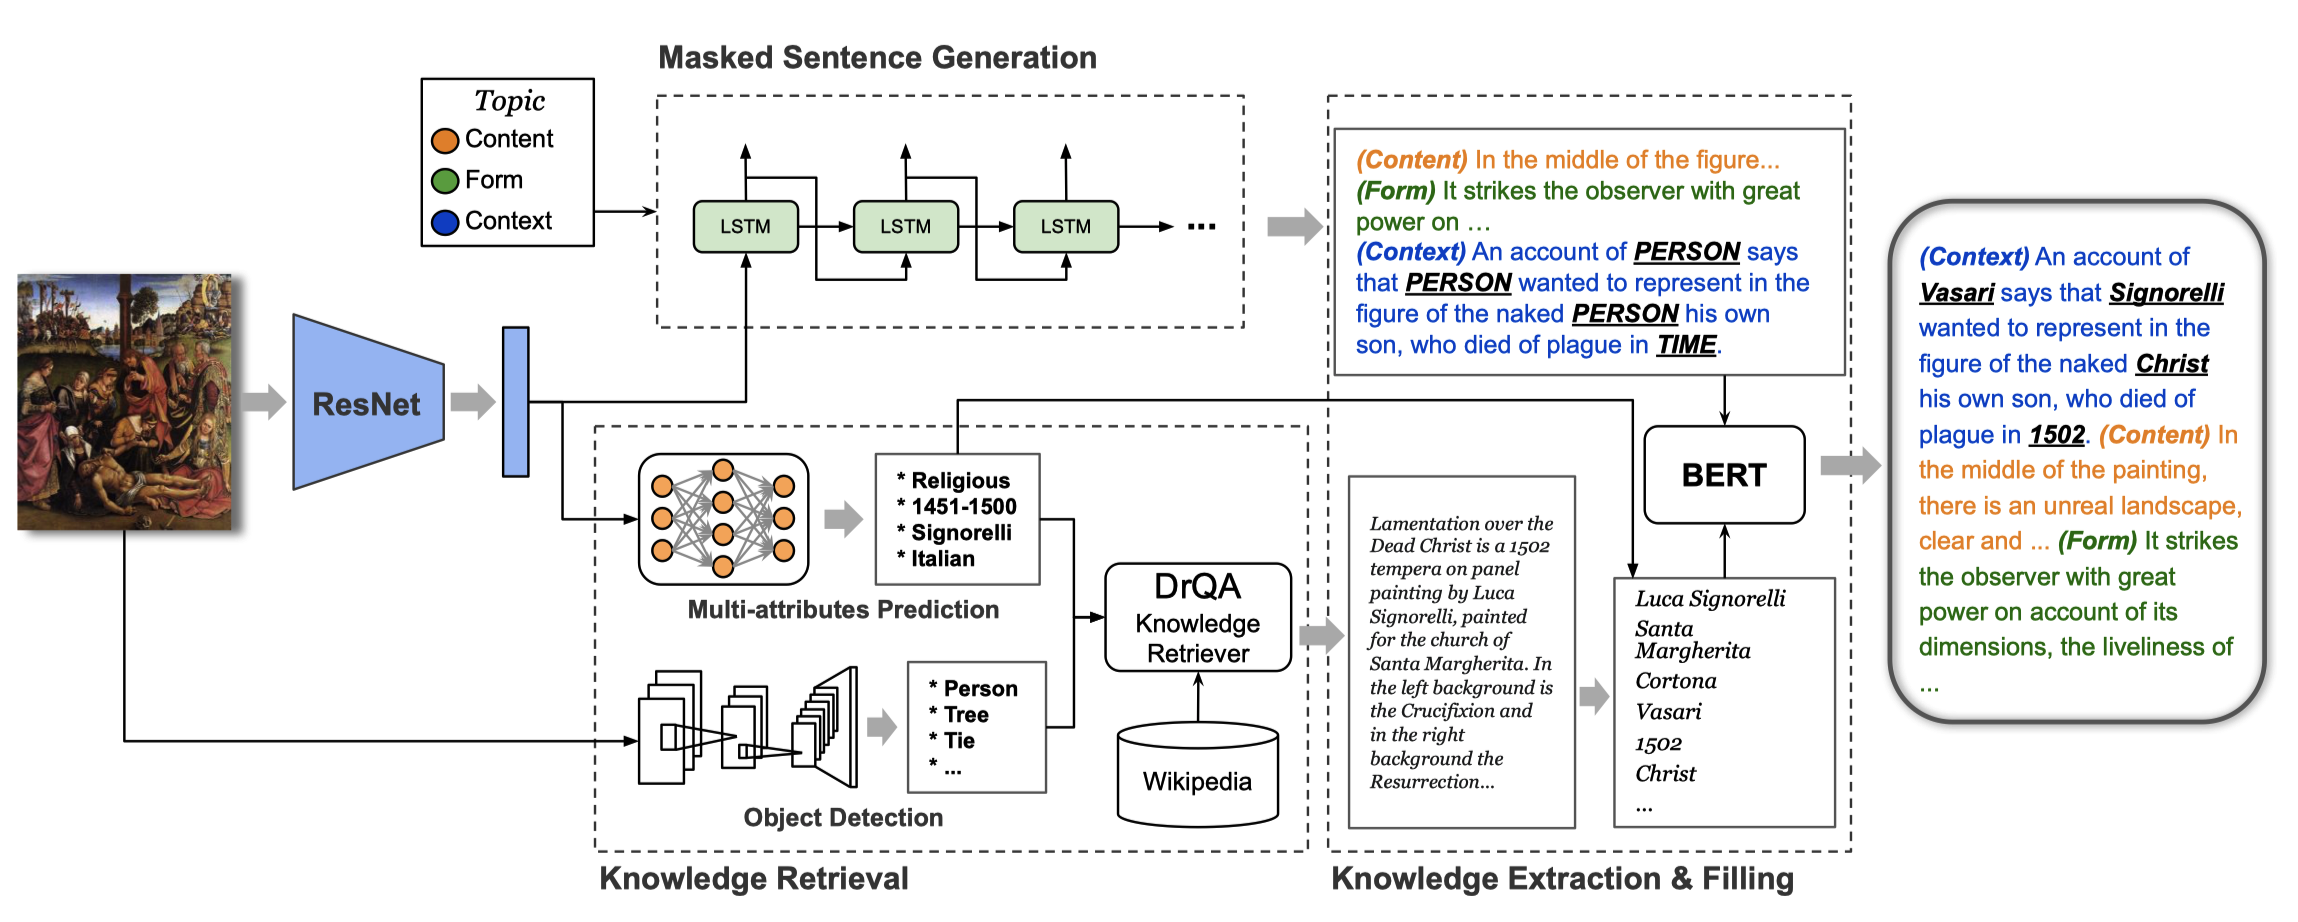 Masked Sentence Generation
Topic
Content
Form
Context
LSTM
LSTM
LSTM
...
ResNet
* Religious
* 1451-1500
* Signorelli
* Italian
Multi-attributes Prediction
* Person
* Tree
* Tie
* ...
Object Detection
DrQA
Knowledge
Retriever
Wikipedia
Knowledge Retrieval
(Content) In the middle of the figure...
(Form) It strikes the observer with great
power on ...
(Context) An account of PERSON says
that PERSON wanted to represent in the
figure of the naked PERSON his own
son, who died of plague in TIME.
BERT
Lamentation over the
Dead Christ is a 1502
tempera on panel
painting by Luca
Signorelli, painted
for the church of
Santa Margherita. In
the left background is
the Crucifixion and
in the right
background the
Resurrection...
Luca Signorelli
Santa
Margherita
Cortona
Vasari
1502
Christ
...
Knowledge Extraction & Filling
(Context) An account of
Vasari says that Signorelli
wanted to represent in the
figure of the naked Christ
his own son, who died of
plague in 1502. (Content) In
the middle of the painting,
there is an unreal landscape,
clear and ... (Form) It strikes
the observer with great
power on account of its
dimensions, the liveliness of
...